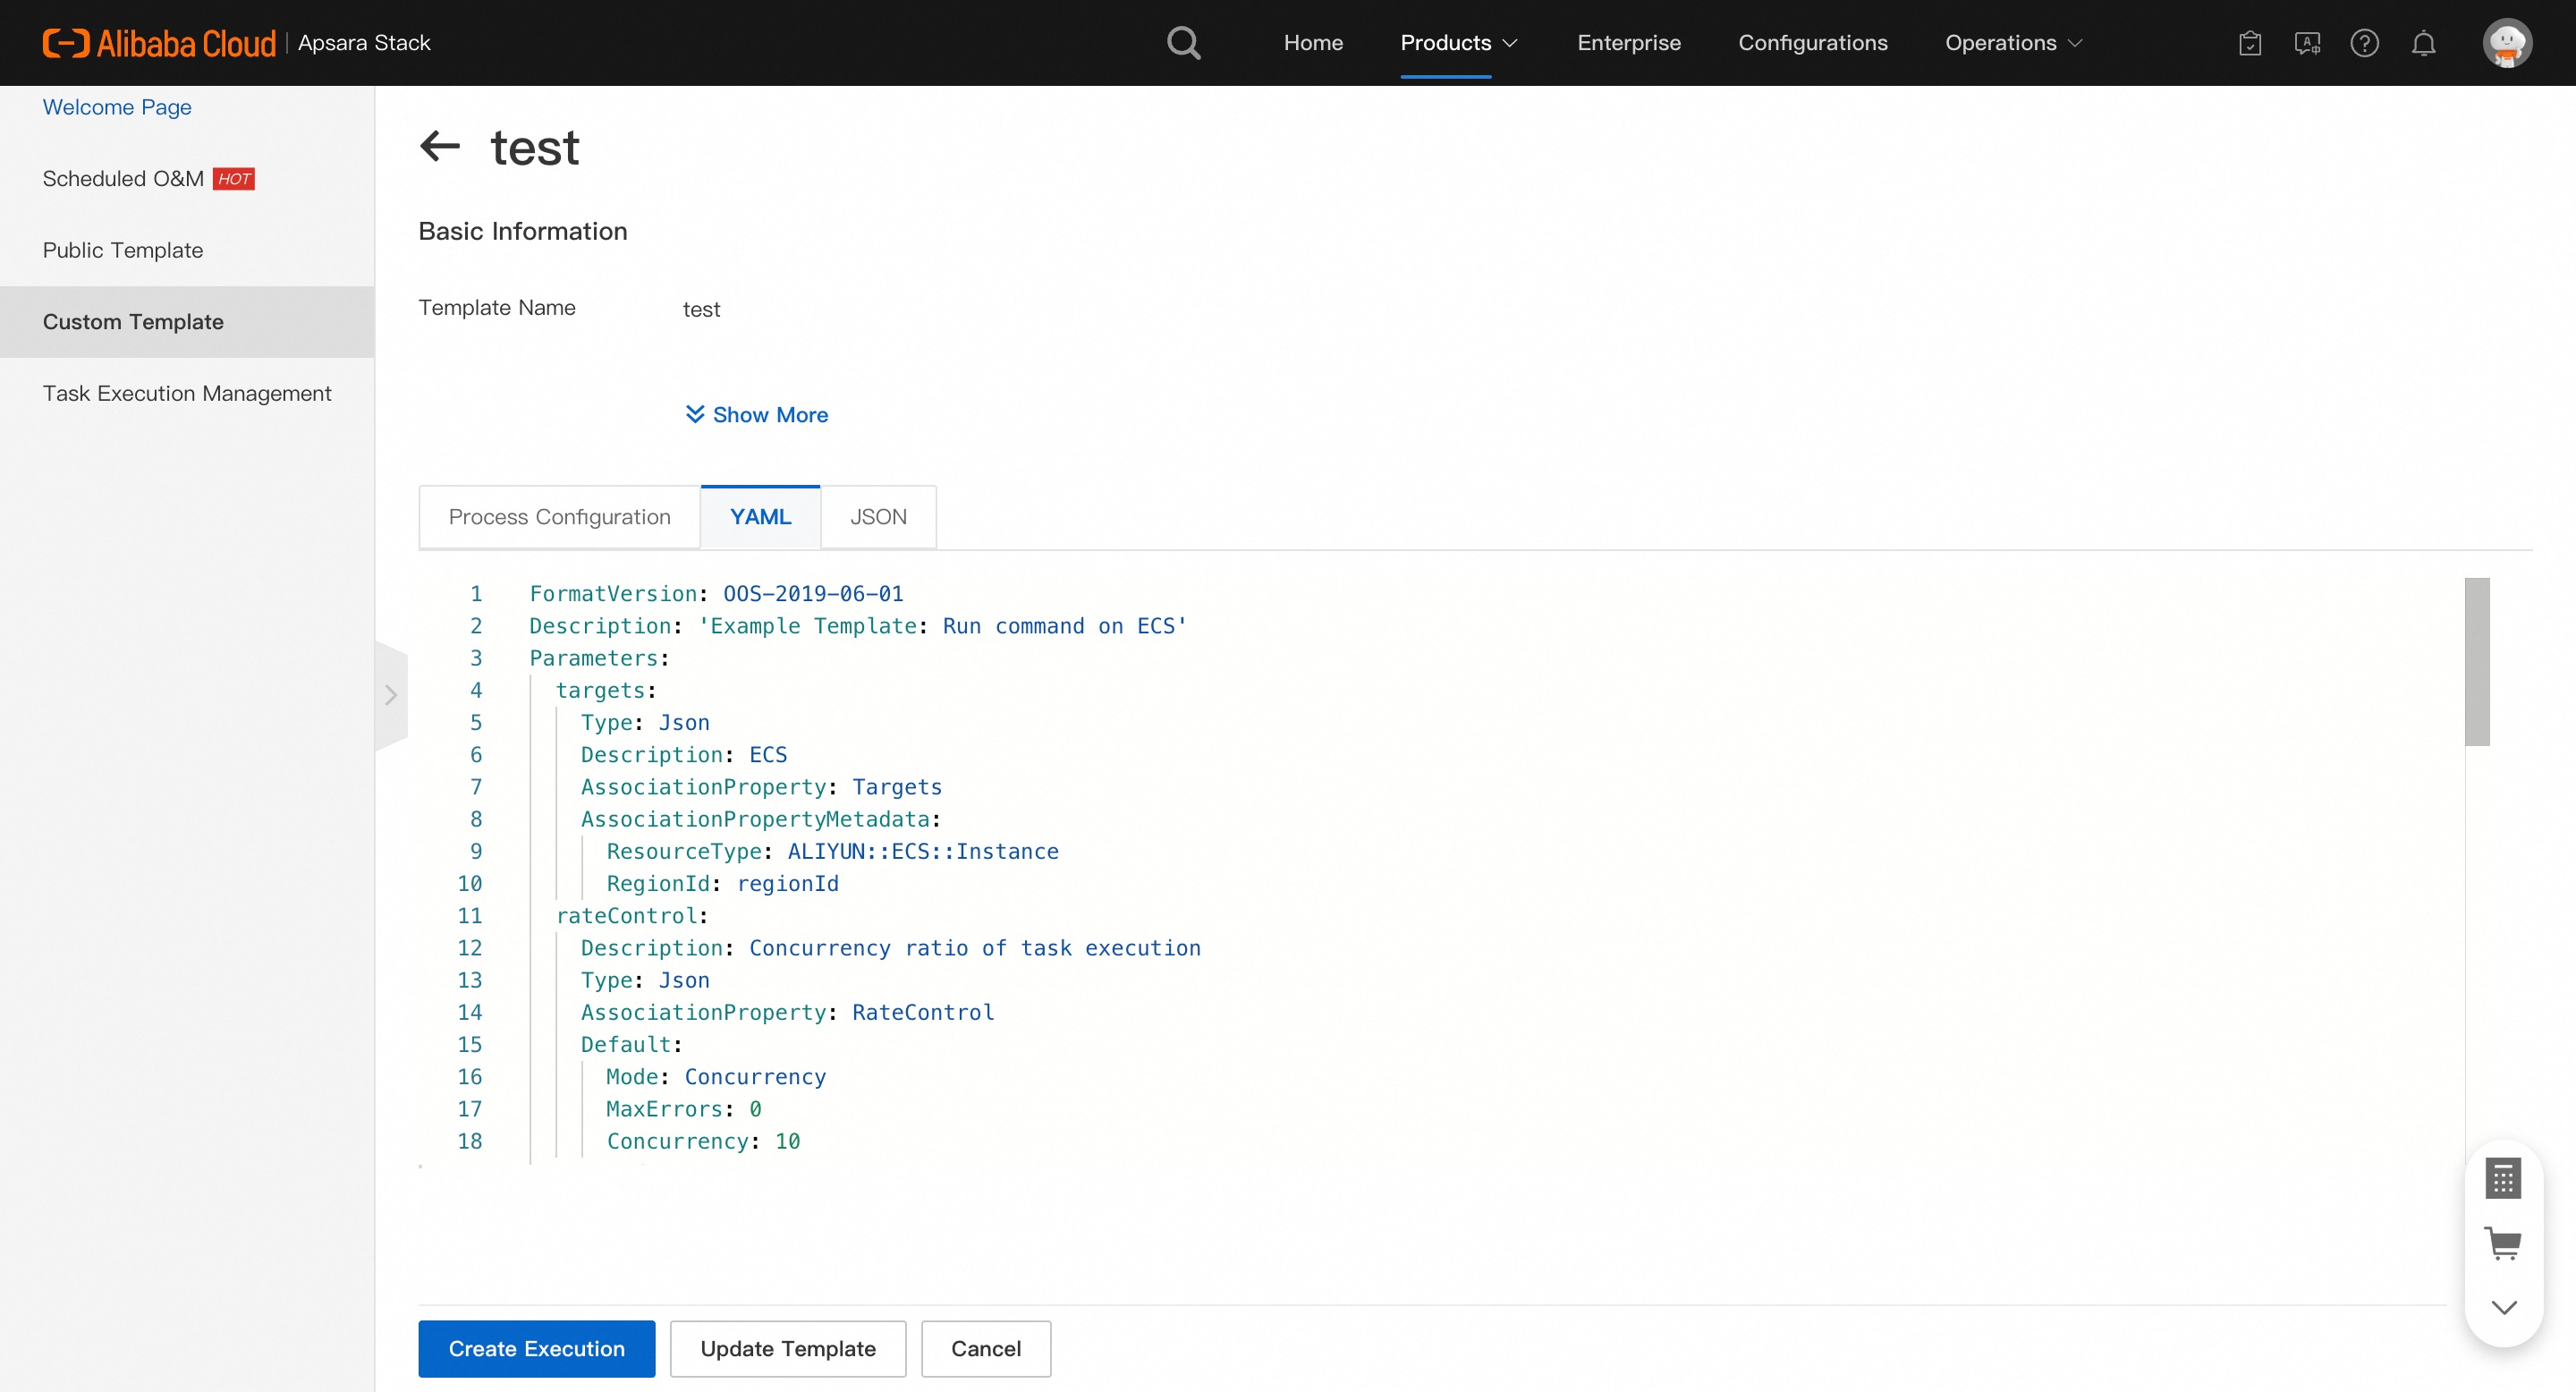 Alibaba Cloud | Apsara Stack
Home
Products
Enterprise
Configurations
Operations
Welcome Page
Scheduled O&M HOT
Public Template
Custom Template
Task Execution Management
test
Basic Information
Template Name test
Show More
Process Configuration
YAML
JSON
1 FormatVersion: OOS-2019-06-01
2 Description: 'Example Template: Run command on ECS'
3 Parameters:
4 targets:
5 Type: Json
6 Description: ECS
7 AssociationProperty: Targets
8 AssociationPropertyMetadata:
9 ResourceType: ALIYUN::ECS::Instance
10 RegionId: regionId
11 rateControl:
12 Description: Concurrency ratio of task execution
13 Type: Json
14 AssociationProperty: RateControl
15 Default:
16 Mode: Concurrency
17 MaxErrors: 0
18 Concurrency: 10
Create Execution
Update Template
Cancel